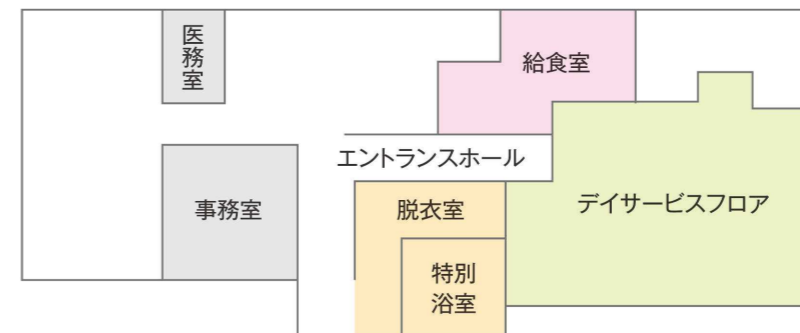 医務室
給食室
エントランスホール
事務室
脱衣室
デイサービスフロア
特別
浴室